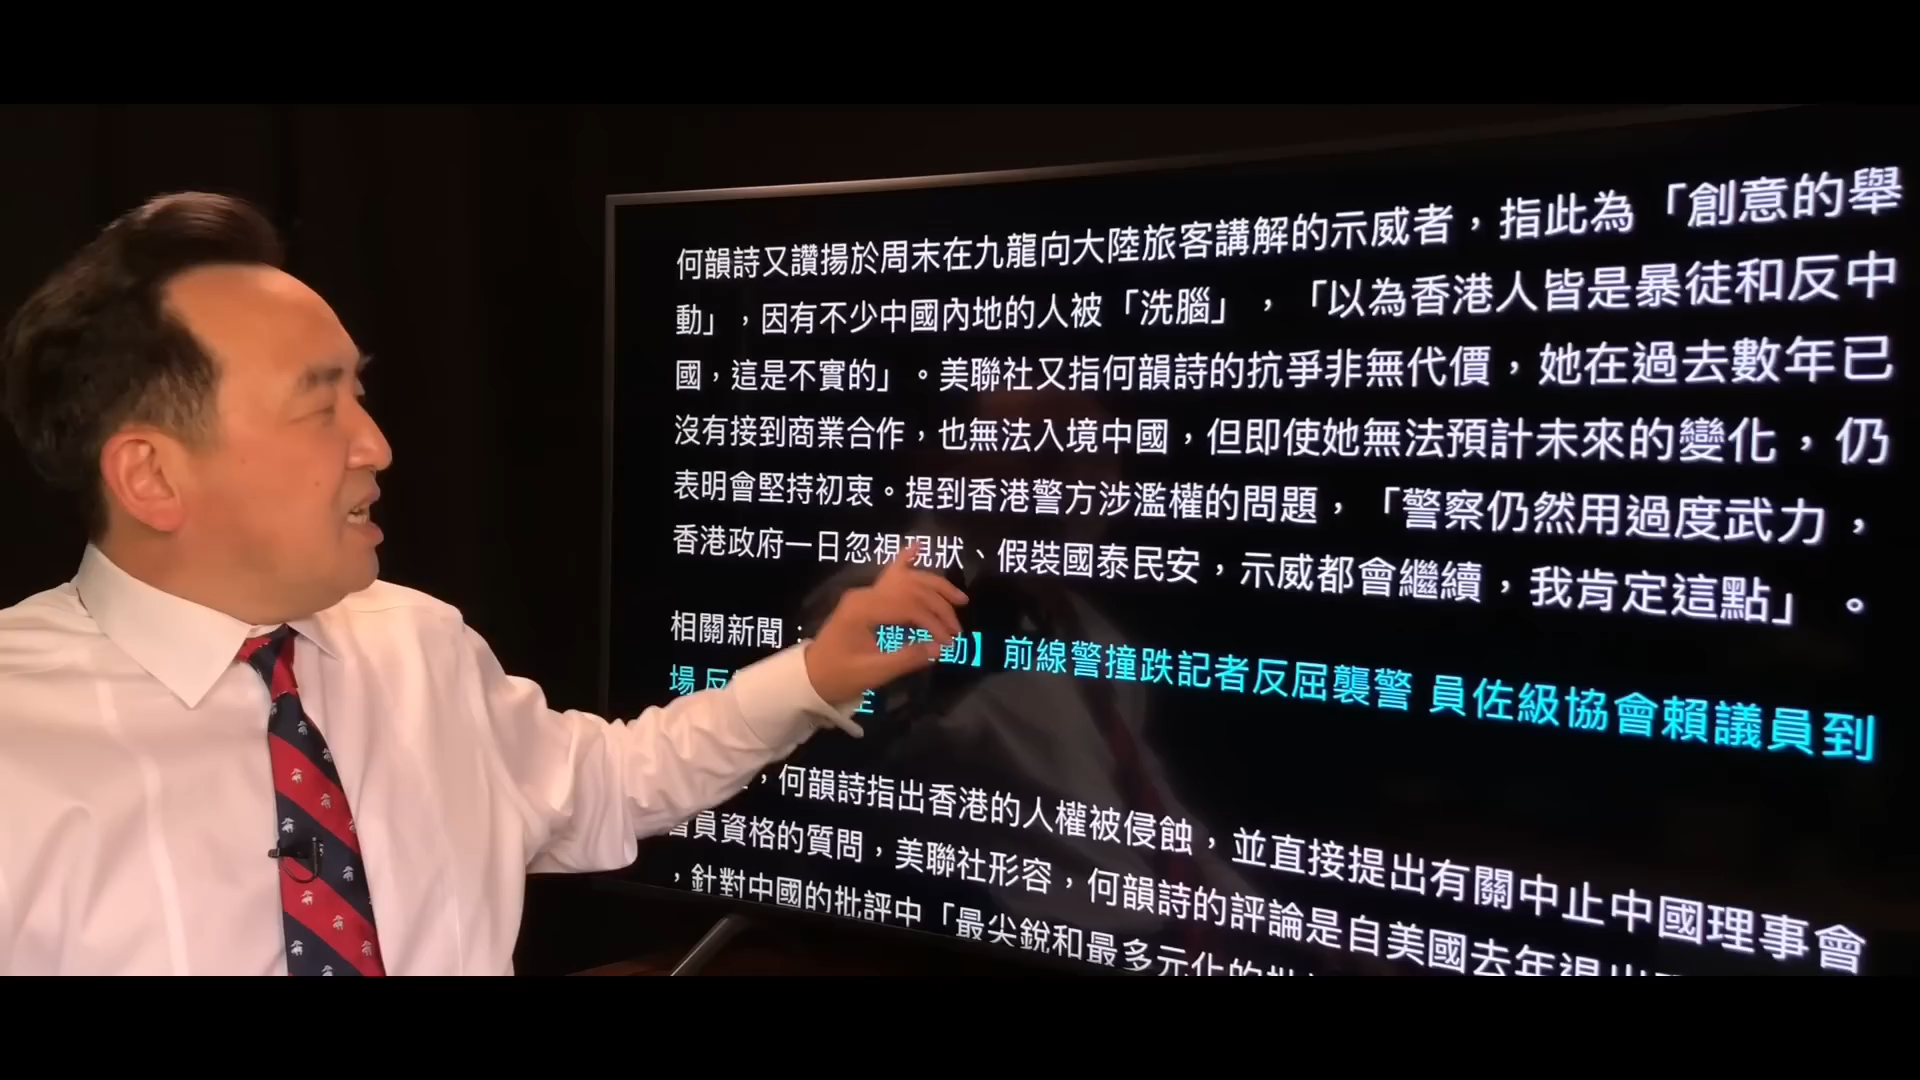 何韻詩又讚揚於周末在九龍向大陸旅客講解的示威者，指此為「創意的舉
動」，因有不少中國內地的人被「洗腦」，「以為香港人皆是暴徒和反中
國，這是不實的」。美聯社又指何韻詩的抗爭非無代價，她在過去數年已
沒有接到商業合作，也無法入境中國，但即使她無法預計未來的變化，仍
表明會堅持初衷。提到香港警方涉濫權的問題，「警察仍然用過度武力，
香港政府一日忽視現狀、假裝國泰民安，示威都會繼續，我肯定這點」。
相關新聞： 權運動】前線警撞跌記者反屈襲警 員佐級協會賴議員到
場 全
，何韻詩指出香港的人權被侵蝕，並直接提出有關中止中國理事會
會員資格的質問，美聯社形容，何韻詩的評論是自美國去年退出
，針對中國的批評中「最尖銳和最多元化的批